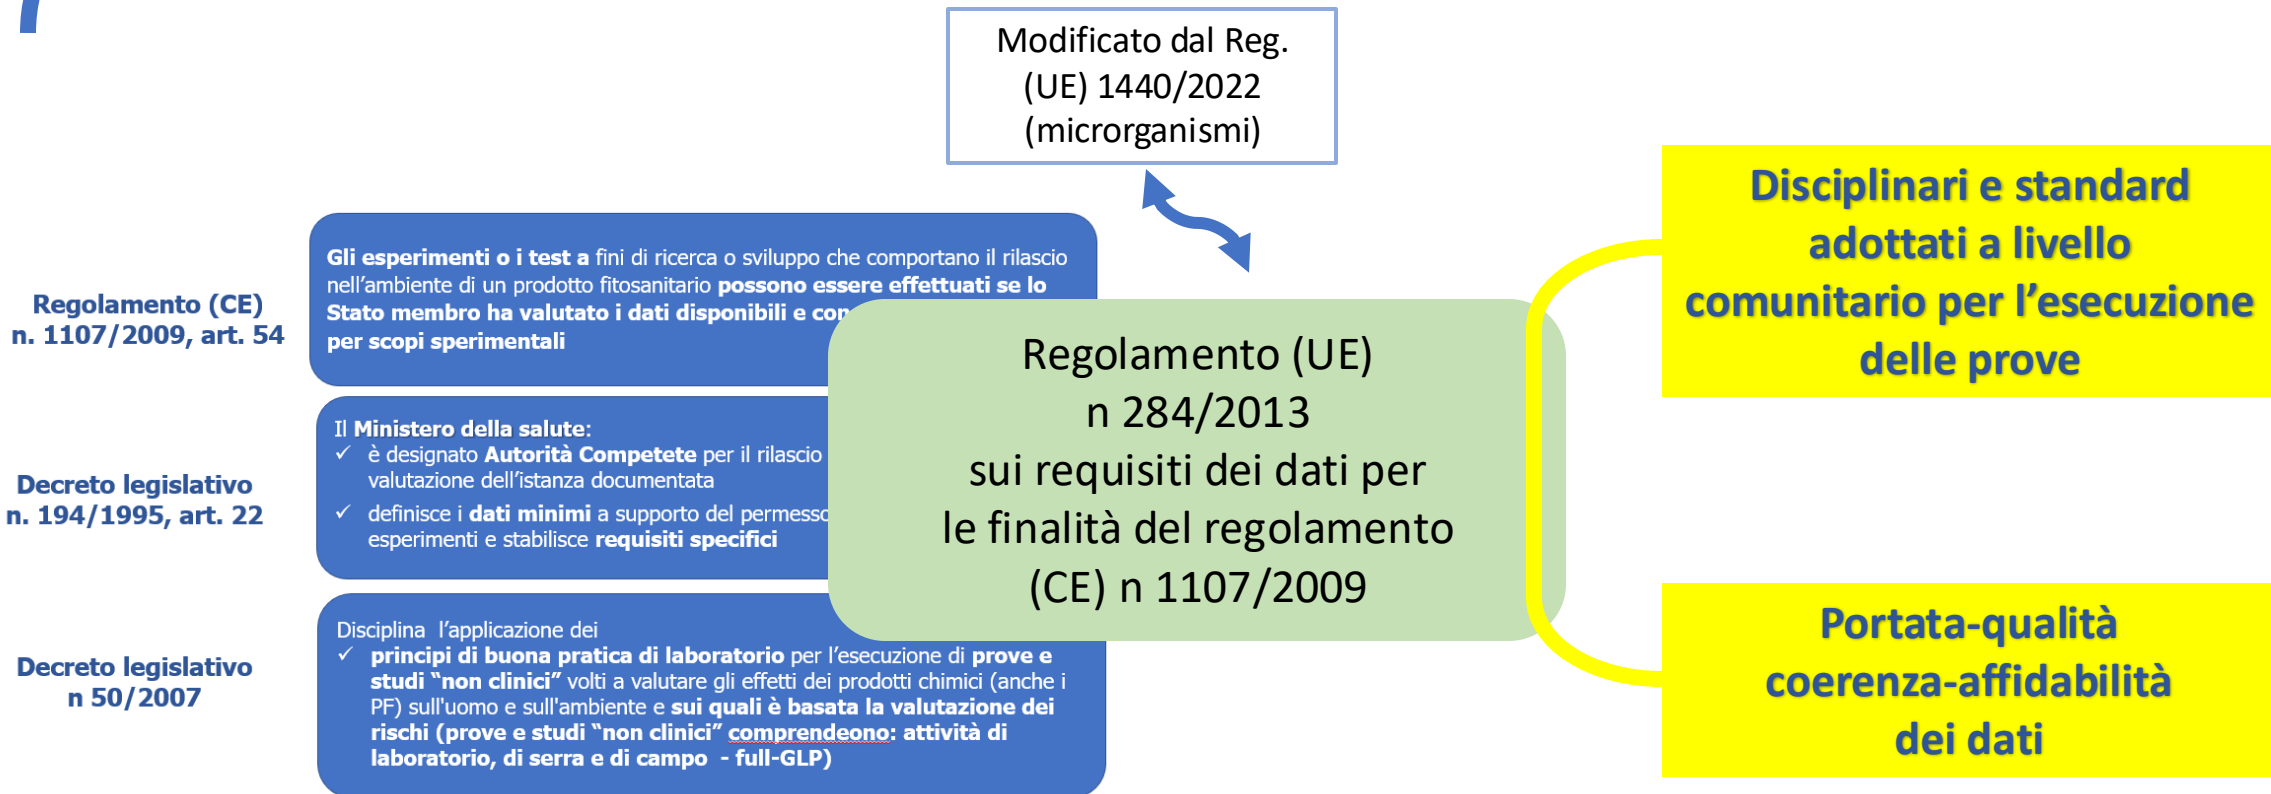 Modificato dal Reg.
(UE) 1440/2022
(microrganismi)
Regolamento (CE)
n. 1107/2009, art. 54
Gli esperimenti o i test a fini di ricerca o sviluppo che comportano il rilascio
nell'ambiente di un prodotto fitosanitario possono essere effettuati se lo
Stato membro ha valutato i dati disponibili e
per scopi sperimentali
Decreto legislativo
n. 194/1995, art. 22
Il Ministero della salute:
✓ è designato Autorità Competete per il rilascio
valutazione dell'istanza documentata
✓ definisce i dati minimi a supporto del permesso
esperimenti e stabilisce requisiti specifici
Decreto legislativo
n 50/2007
Disciplina l'applicazione dei
✓ principi di buona pratica di laboratorio per l'esecuzione di prove e
studi "non clinici" volti a valutare gli effetti dei prodotti chimici (anche i
PF) sull'uomo e sull'ambiente e sui quali è basata la valutazione dei
rischi (prove e studi "non clinici" comprendeono: attività di
laboratorio, di serra e di campo - full-GLP)
Regolamento (UE)
n 284/2013
sui requisiti dei dati per
le finalità del regolamento
(CE) n 1107/2009
Disciplinari e standard
adottati a livello
comunitario per l'esecuzione
delle prove
Portata-qualità
coerenza-affidabilità
dei dati